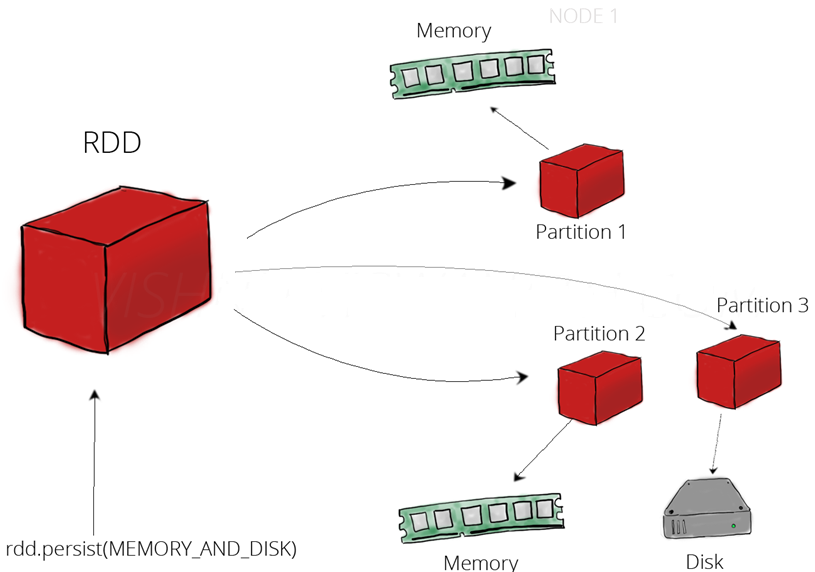 NODE 1
Memory
RDD
Partition 1
Partition 3
Partition 2
rdd.persist(MEMORY_AND_DISK)
Memory
Disk